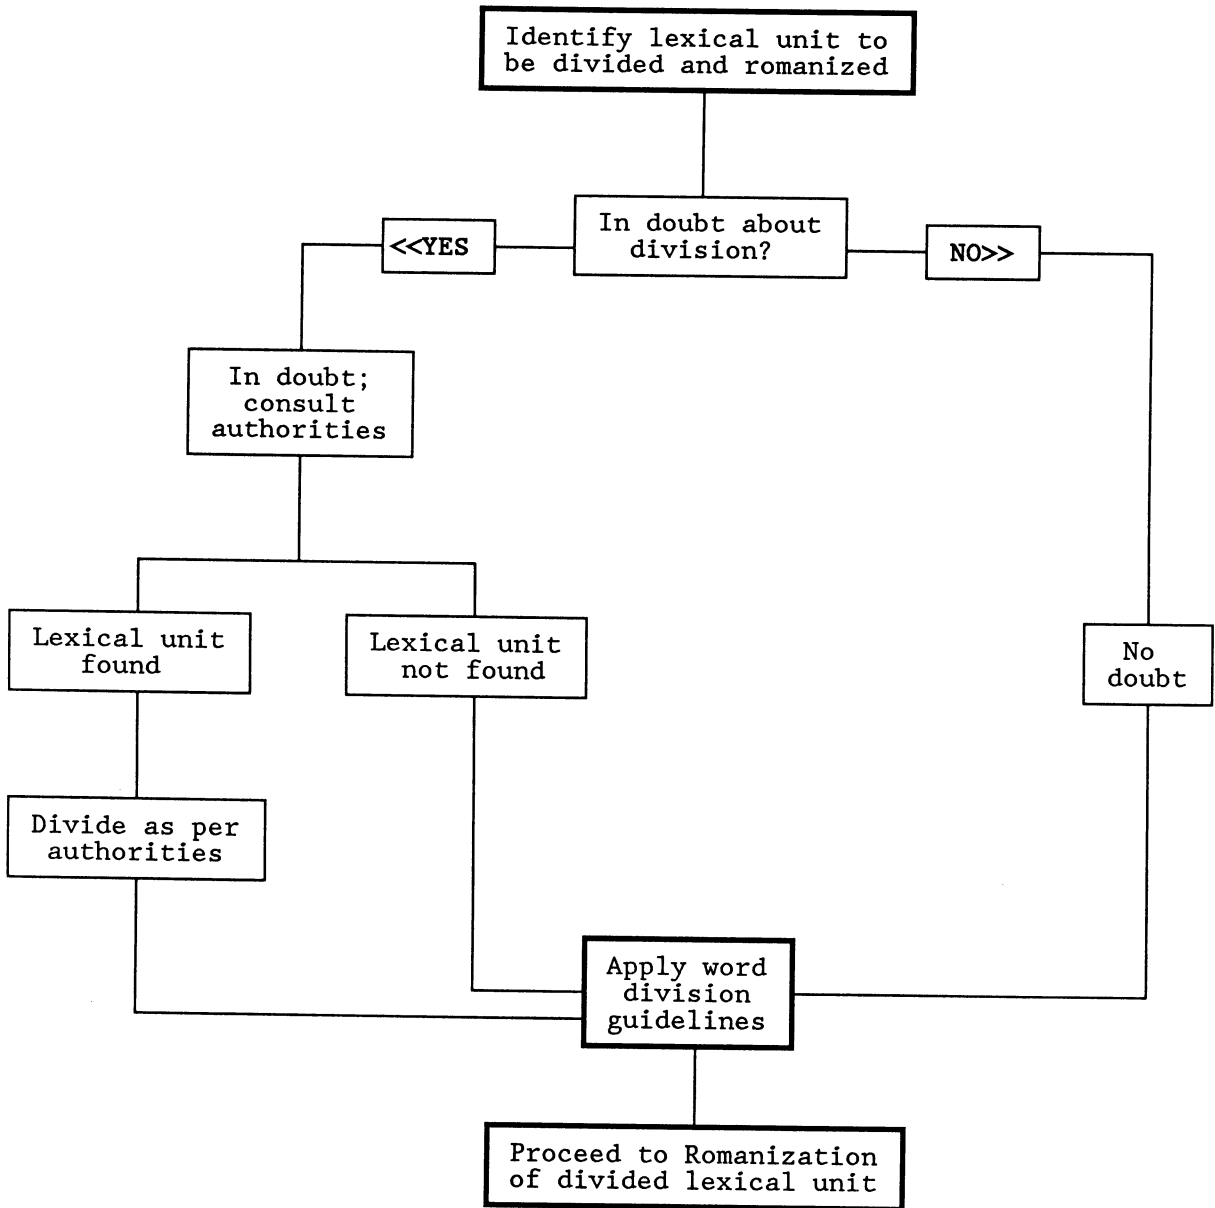 Identify lexical unit to
be divided and romanized
In doubt about
division?
<<YES
NO>>
In doubt;
consult
authorities
Lexical unit
found
Lexical unit
not found
No
doubt
Divide as per
authorities
Apply word
division
guidelines
Proceed to Romanization
of divided lexical unit